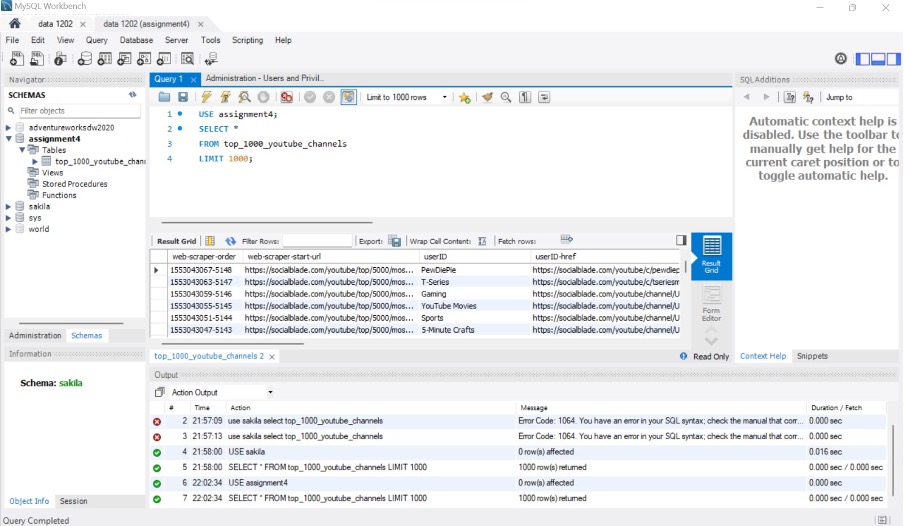 MySQL Workbench
data 1202 ×
data 1202 (assignment4) ×
File Edit View Query Database Server Tools Scripting Help
Navigator
SCHEMAS
Filter objects
adventureworksdw2020
assignment4
Tables
top_1000_youtube_chann
Views
Stored Procedures
Functions
sakila
sys
world
Administration Schemas
Information
Schema: sakila
Object Info Session
Query 1 × Administration - Users and Privil...
Limit to 1000 rows
1 USE assignment4;
2 SELECT *
3 FROM top_1000_youtube_channels
4 LIMIT 1000;
Result Grid Filter Rows: Export: Wrap Cell Content: Fetch rows:
web-scraper-order web-scraper-start-url userID userID-href
1553043067-5148 https://socialblade.com/youtube/top/5000/mos... PewDiePie https://socialblade.com/youtube/c/pewdiep
1553043063-5147 https://socialblade.com/youtube/top/5000/mos... T-Series https://socialblade.com/youtube/c/tseriesm
1553043059-5146 https://socialblade.com/youtube/top/5000/mos... Gaming https://socialblade.com/youtube/channel/U
1553043055-5145 https://socialblade.com/youtube/top/5000/mos... YouTube Movies https://socialblade.com/youtube/channel/U
1553043051-5144 https://socialblade.com/youtube/top/5000/mos... Sports https://socialblade.com/youtube/channel/U
1553043047-5143 https://socialblade.com/youtube/top/5000/mos... 5-Minute Crafts https://socialblade.com/youtube/channel/U
Result
Grid
Form
Editor
top_1000_youtube_channels 2 × Read Only
SQLAdditions
Jump to
Automatic context help is
disabled. Use the toolbar to
manually get help for the
current caret position or to
toggle automatic help.
Context Help Snippets
Output
Action Output
# Time Action Message Duration / Fetch
2 21:57:09 use sakila select top_1000_youtube_channels Error Code: 1064. You have an error in your SQL syntax; check the manual that corr... 0.000 sec
3 21:57:13 use sakila select top_1000_youtube_channels Error Code: 1064. You have an error in your SQL syntax; check the manual that corr... 0.000 sec
4 21:58:00 USE sakila 0 row(s) affected 0.016 sec
5 21:58:00 SELECT * FROM top_1000_youtube_channels LIMIT 1000 1000 row(s) returned 0.000 sec / 0.000 sec
6 22:02:34 USE assignment4 0 row(s) affected 0.000 sec
7 22:02:34 SELECT * FROM top_1000_youtube_channels LIMIT 1000 1000 row(s) returned 0.000 sec / 0.000 sec
Query Completed